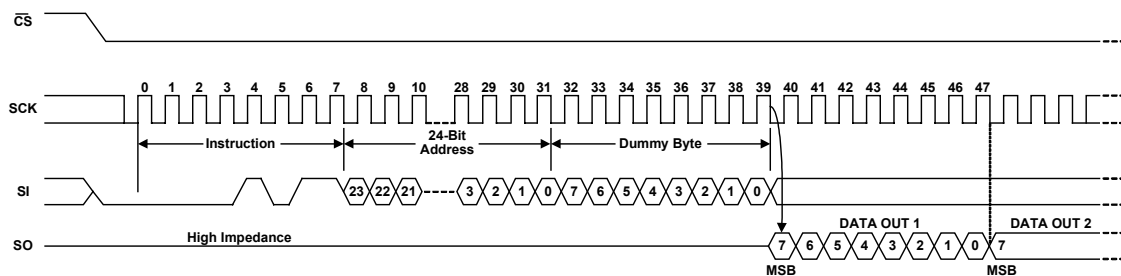 CS
0 1 2 3 4 5 6 7 8 9 10 28 29 30 31 32 33 34 35 36 37 38 39 40 41 42 43 44 45 46 47
SCK
Instruction 24-Bit Address Dummy Byte
SI 23 22 21 3 2 1 0 7 6 5 4 3 2 1 0
High Impedance DATA OUT 1 DATA OUT 2
SO 7 6 5 4 3 2 1 0 7
MSB MSB